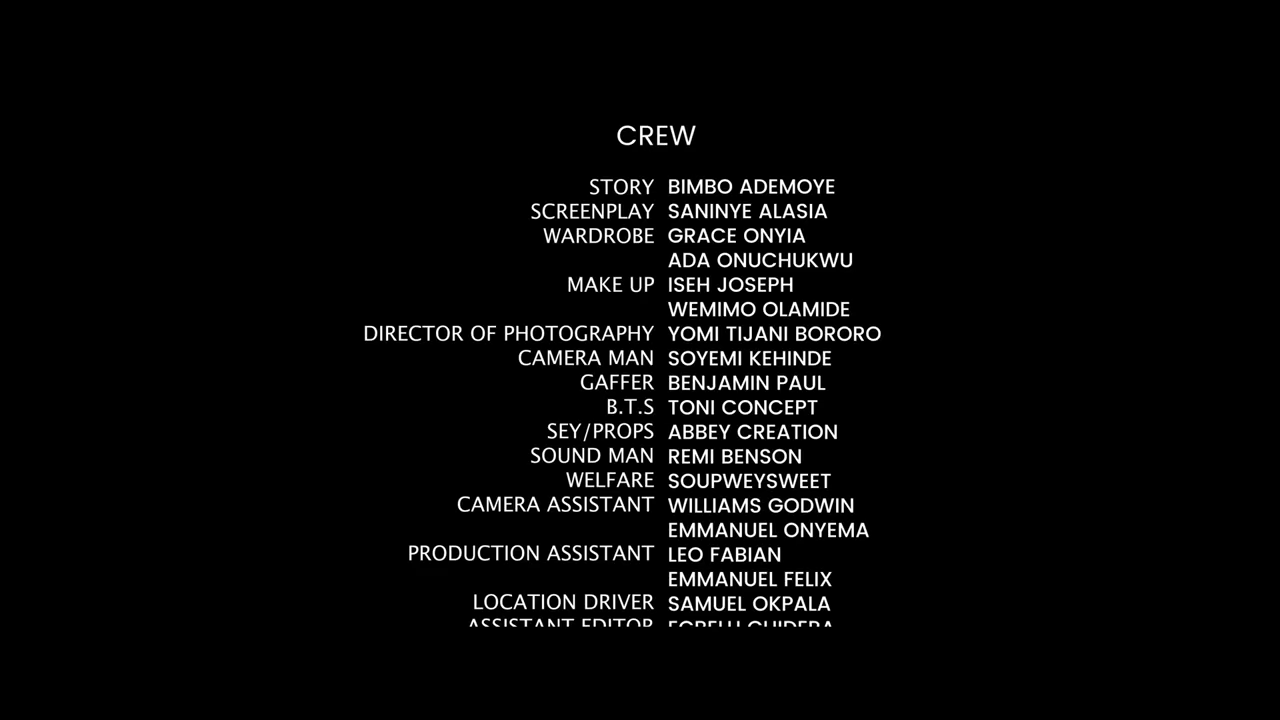 CREW
STORY BIMBO ADEMOYE
SCREENPLAY SANINYE ALASIA
WARDROBE GRACE ONYIA
ADA ONUCHUKWU
MAKE UP ISEH JOSEPH
WEMIMO OLAMIDE
DIRECTOR OF PHOTOGRAPHY YOMI TIJANI BORORO
CAMERA MAN SOYEMI KEHINDE
GAFFER BENJAMIN PAUL
B.T.S TONI CONCEPT
SEY/PROPS ABBEY CREATION
SOUND MAN REMI BENSON
WELFARE SOUPWEYSWEET
CAMERA ASSISTANT WILLIAMS GODWIN
EMMANUEL ONYEMA
PRODUCTION ASSISTANT LEO FABIAN
EMMANUEL FELIX
LOCATION DRIVER SAMUEL OKPALA
ASSISTANT EDITOR